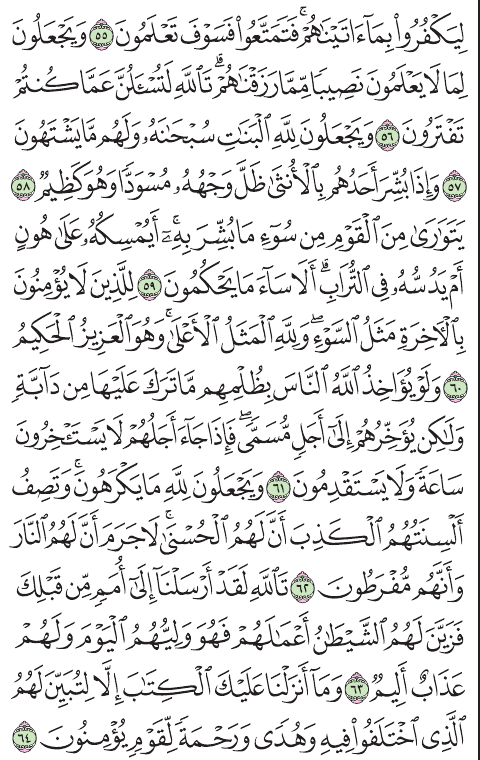 لِيَكْفُرُوا۟ بِمَآ ءَاتَيْنَـٰهُمْ ۚ فَتَمَتَّعُوا۟ فَسَوْفَ تَعْلَمُونَ ٥٥ وَيَجْعَلُونَ
لِمَا لَا يَعْلَمُونَ نَصِيبًا مِّمَّا رَزَقْنَـٰهُمْ ۗ تَٱللَّهِ لَتُسْـَٔلُنَّ عَمَّا كُنتُمْ
تَفْتَرُونَ ٥٦ وَيَجْعَلُونَ لِلَّهِ ٱلْبَنَـٰتِ سُبْحَـٰنَهُۥ وَلَهُم مَّا يَشْتَهُونَ
٥٧ وَإِذَا بُشِّرَ أَحَدُهُم بِٱلْأُنثَىٰ ظَلَّ وَجْهُهُۥ مُسْوَدًّا وَهُوَ كَظِيمٌ ٥٨
يَتَوَٰرَىٰ مِنَ ٱلْقَوْمِ مِن سُوٓءِ مَا بُشِّرَ بِهِۦٓ ۚ أَيُمْسِكُهُۥ عَلَىٰ هُونٍ
أَمْ يَدُسُّهُۥ فِى ٱلتُّرَابِ ۗ أَلَا سَآءَ مَا يَحْكُمُونَ ٥٩ لِلَّذِينَ لَا يُؤْمِنُونَ
بِٱلْـَٔاخِرَةِ مَثَلُ ٱلسَّوْءِ ۖ وَلِلَّهِ ٱلْمَثَلُ ٱلْأَعْلَىٰ ۚ وَهُوَ ٱلْعَزِيزُ ٱلْحَكِيمُ
٦٠ وَلَوْ يُؤَاخِذُ ٱللَّهُ ٱلنَّاسَ بِظُلْمِهِم مَّا تَرَكَ عَلَيْهَا مِن دَآبَّةٍ
وَلَـٰكِن يُؤَخِّرُهُمْ إِلَىٰٓ أَجَلٍ مُّسَمًّى ۖ فَإِذَا جَآءَ أَجَلُهُمْ لَا يَسْتَـْٔخِرُونَ
سَاعَةً وَلَا يَسْتَقْدِمُونَ ٦١ وَيَجْعَلُونَ لِلَّهِ مَا يَكْرَهُونَ ۚ وَتَصِفُ
أَلْسِنَتُهُمُ ٱلْكَذِبَ أَنَّ لَهُمُ ٱلْحُسْنَىٰ ۖ لَا جَرَمَ أَنَّ لَهُمُ ٱلنَّارَ
وَأَنَّهُم مُّفْرَطُونَ ٦٢ تَٱللَّهِ لَقَدْ أَرْسَلْنَآ إِلَىٰٓ أُمَمٍ مِّن قَبْلِكَ
فَزَيَّنَ لَهُمُ ٱلشَّيْطَـٰنُ أَعْمَـٰلَهُمْ فَهُوَ وَلِيُّهُمُ ٱلْيَوْمَ وَلَهُمْ
عَذَابٌ أَلِيمٌ ٦٣ وَمَآ أَنزَلْنَا عَلَيْكَ ٱلْكِتَـٰبَ إِلَّا لِتُبَيِّنَ لَهُمُ
ٱلَّذِى ٱخْتَلَفُوا۟ فِيهِ ۙ وَهُدًى وَرَحْمَةً لِّقَوْمٍ يُؤْمِنُونَ ٦٤